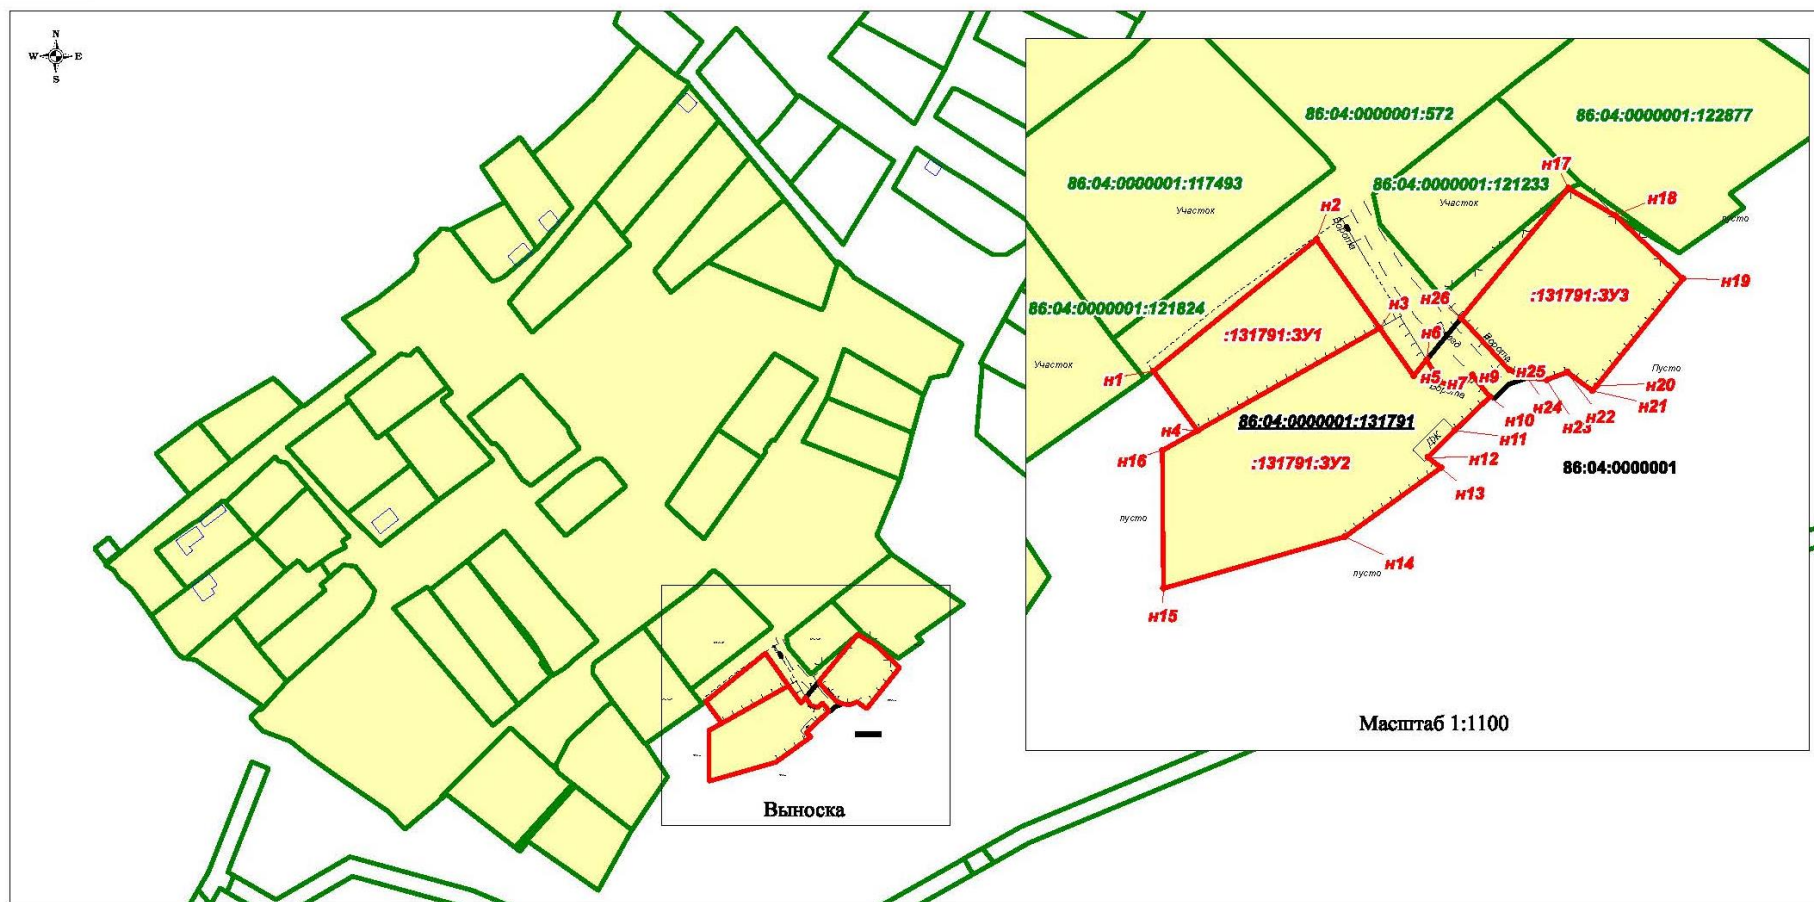 N
W E
S
86:04:0000001:572
86:04:0000001:122877
н17
86:04:0000001:117493
86:04:0000001:121233
Участок
Участок
н2
н18
пусто
Ворота
н19
86:04:0000001:121824
н26
н3
:131791:ЗУ3
:131791:ЗУ1
н6
Ворота
Участок
Пусто
н1
н5
н7
н9
н25
н20
Ворота
н21
н22
н24
н10
н23
86:04:0000001:131791
н4
н11
ДЖ
н16
:131791:ЗУ2
н12
86:04:0000001
н13
пусто
н14
пусто
н15
Масштаб 1:1100
Выноска